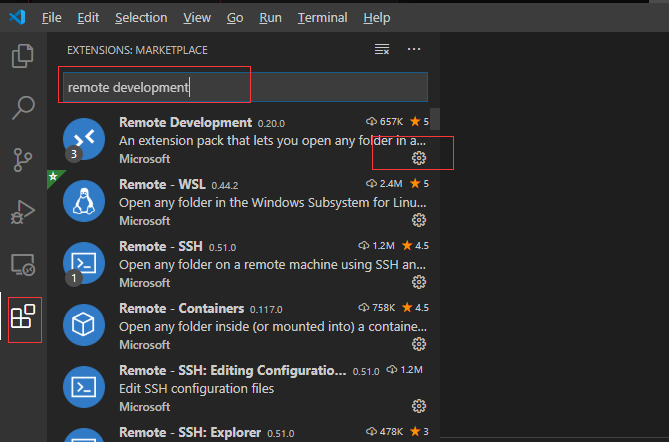 File Edit Selection View Go Run Terminal Help
EXTENSIONS: MARKETPLACE
remote development
Remote Development 0.20.0 657K 5
An extension pack that lets you open any folder in a...
3
Microsoft
Remote - WSL 0.44.2 2.4M 5
Open any folder in the Windows Subsystem for Linu...
Microsoft
Remote - SSH 0.51.0 1.2M 4.5
Open any folder on a remote machine using SSH an...
1
Microsoft
Remote - Containers 0.117.0 758K 4.5
Open any folder inside (or mounted into) a containe...
Microsoft
Remote - SSH: Editing Configuratio... 0.51.0 1.2M
Edit SSH configuration files
Microsoft
Remote - SSH: Explorer 0.51.0 478K 3